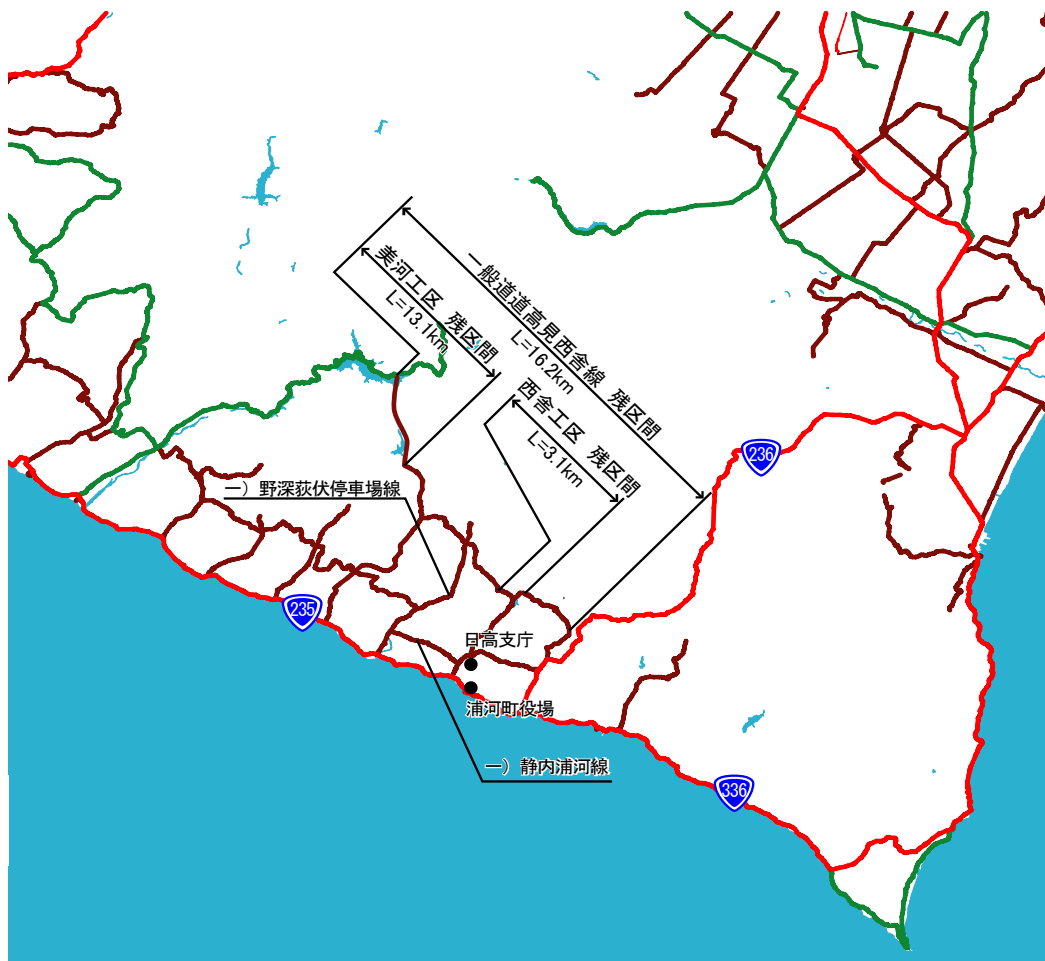 一般道道高見西舎線 残区間
L=16.2km
美河工区 残区間
L=13.1km
西舎工区 残区間
L=3.1km
236
一）野深荻伏停車場線
235
日高支庁
浦河町役場
一）静内浦河線
336